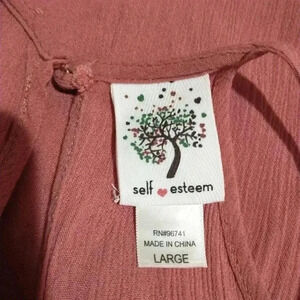 self esteem
RN#96741
MADE IN CHINA
LARGE